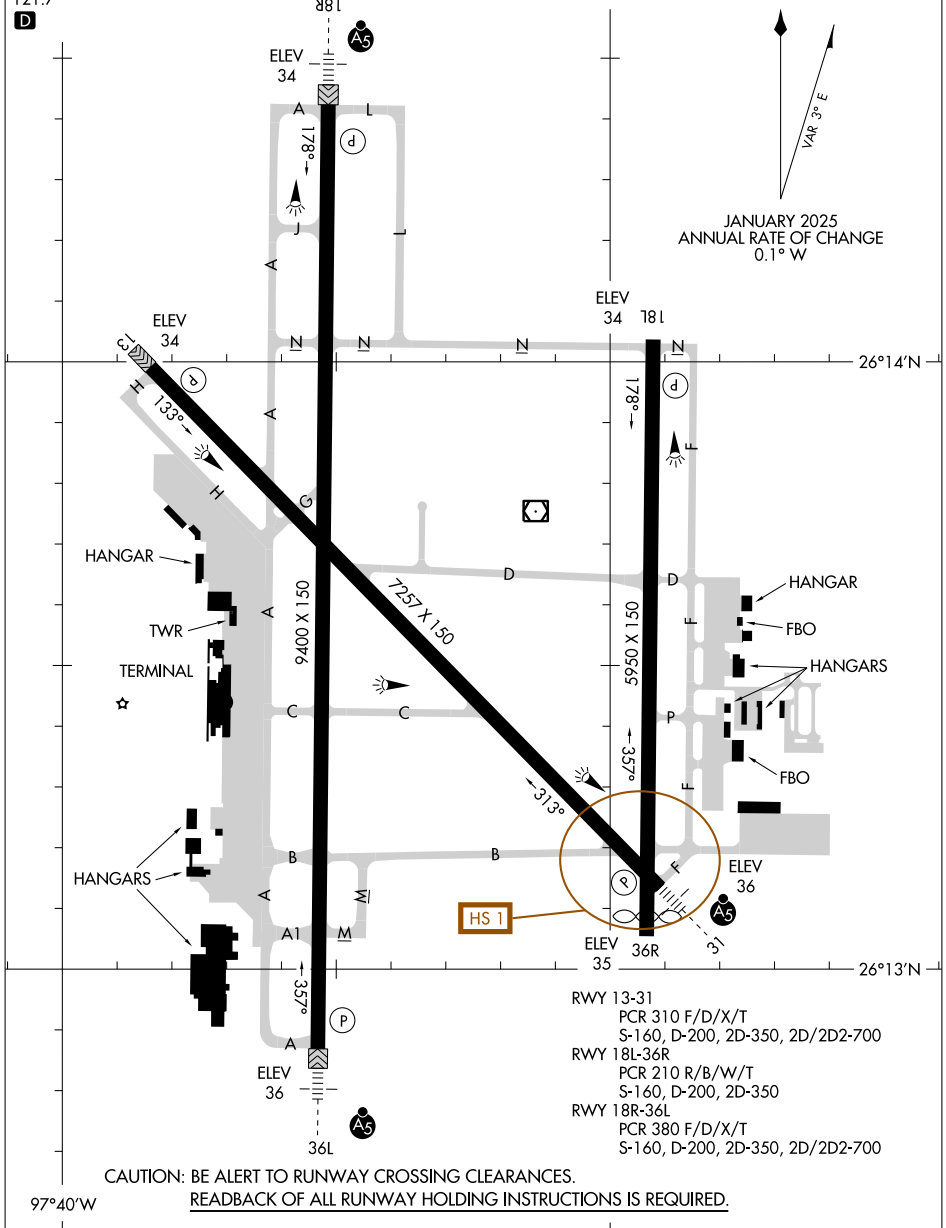 121.7
D
18R
A5
ELEV
34
A
L
178°
P
J
L
A
VAR 3° E
JANUARY 2025
ANNUAL RATE OF CHANGE
0.1° W
ELEV
34
18L
ELEV
34
13
N
N
N
N
26°14'N
P
H
133°
A
178°
P
F
H
G
HANGAR
D
D
HANGAR
TWR
A
9400 X 150
7257 X 150
5950 X 150
F
FBO
TERMINAL
HANGARS
C
C
P
357°
313°
F
FBO
B
B
F
ELEV
36
HANGARS
A
M
P
A5
HS 1
A1
M
31
ELEV
35
36R
26°13'N
357°
P
A
ELEV
36
A5
36L
RWY 13-31
PCR 310 F/D/X/T
S-160, D-200, 2D-350, 2D/2D2-700
RWY 18L-36R
PCR 210 R/B/W/T
S-160, D-200, 2D-350
RWY 18R-36L
PCR 380 F/D/X/T
S-160, D-200, 2D-350, 2D/2D2-700
CAUTION: BE ALERT TO RUNWAY CROSSING CLEARANCES.
READBACK OF ALL RUNWAY HOLDING INSTRUCTIONS IS REQUIRED.
97°40'W